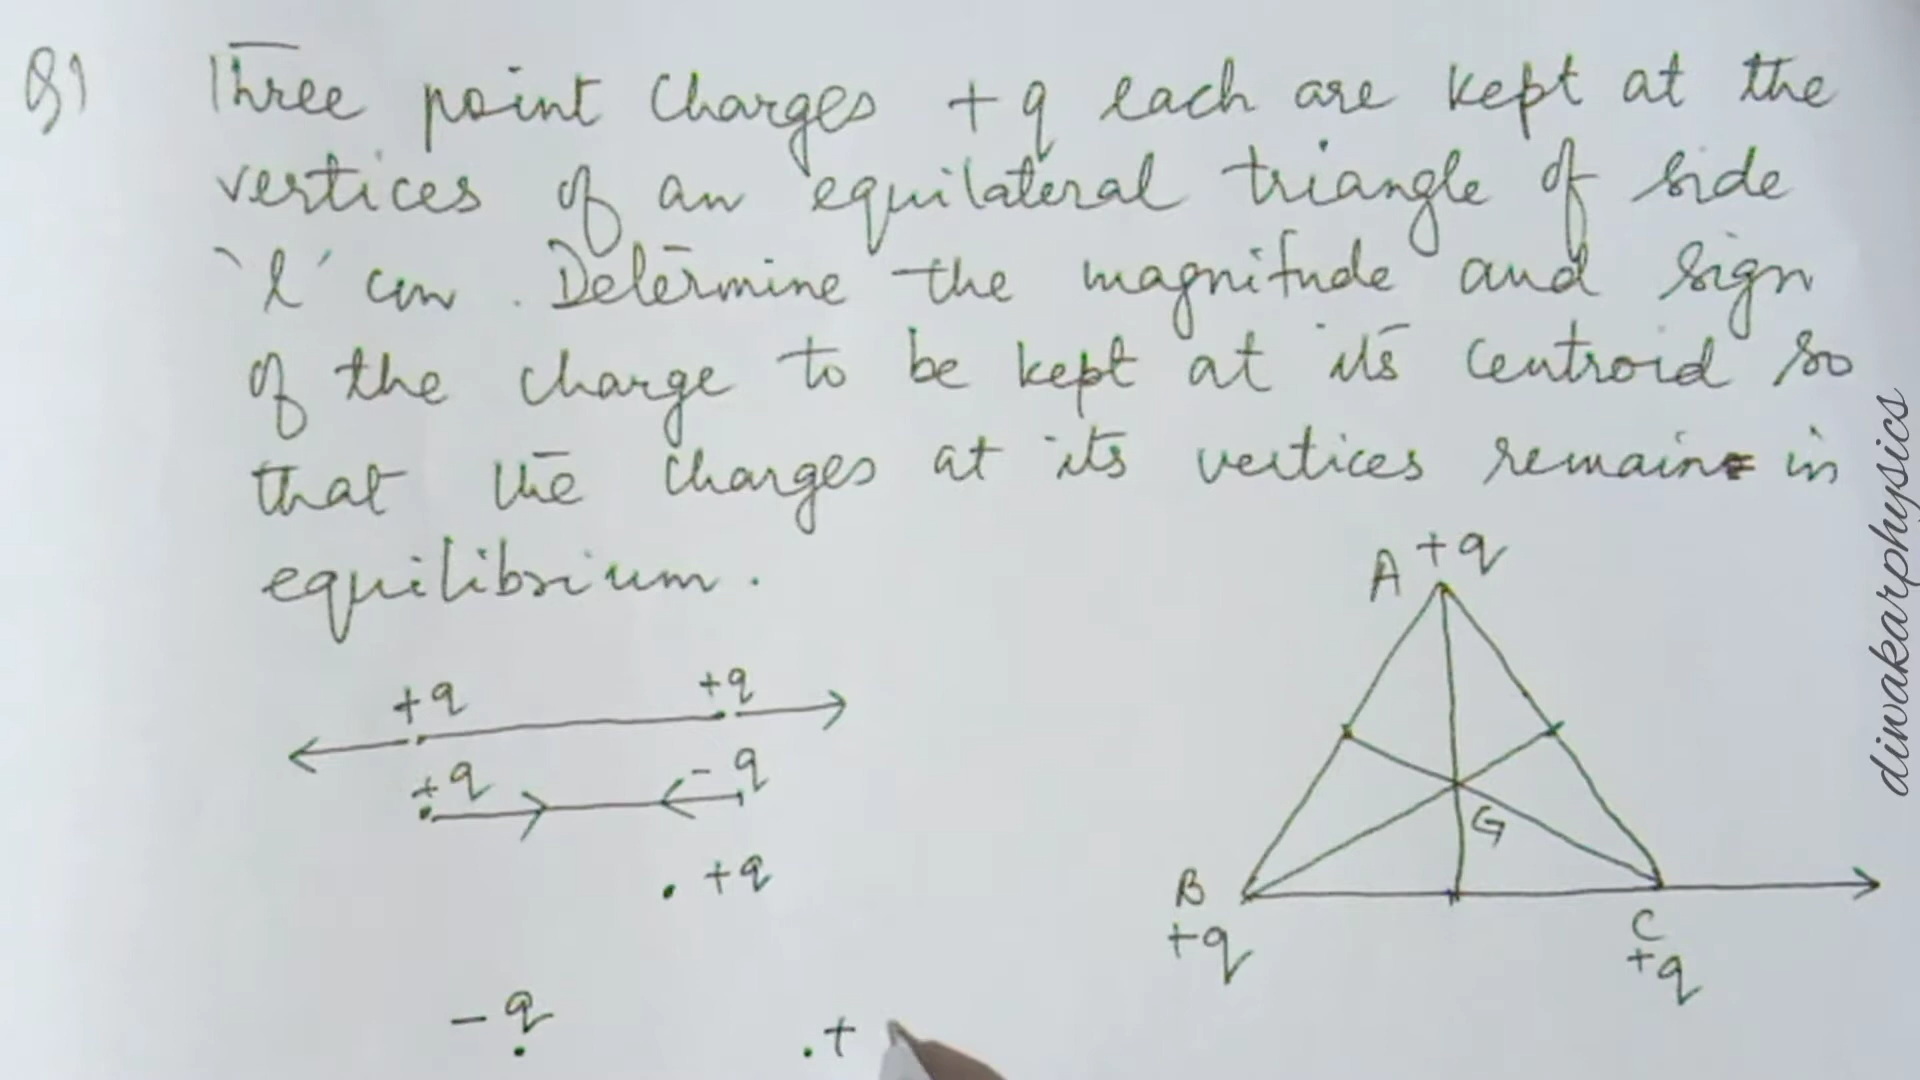 Q1 Three point charges +q each are kept at the
vertices of an equilateral triangle of side
`l' cm. Determine the magnitude and sign
of the charge to be kept at its centroid so
that the charges at its vertices remain in
equilibrium.
A +q
+q +q
+q -q
G
. +q
B C
+q +q
-q .+
diwakarphysics